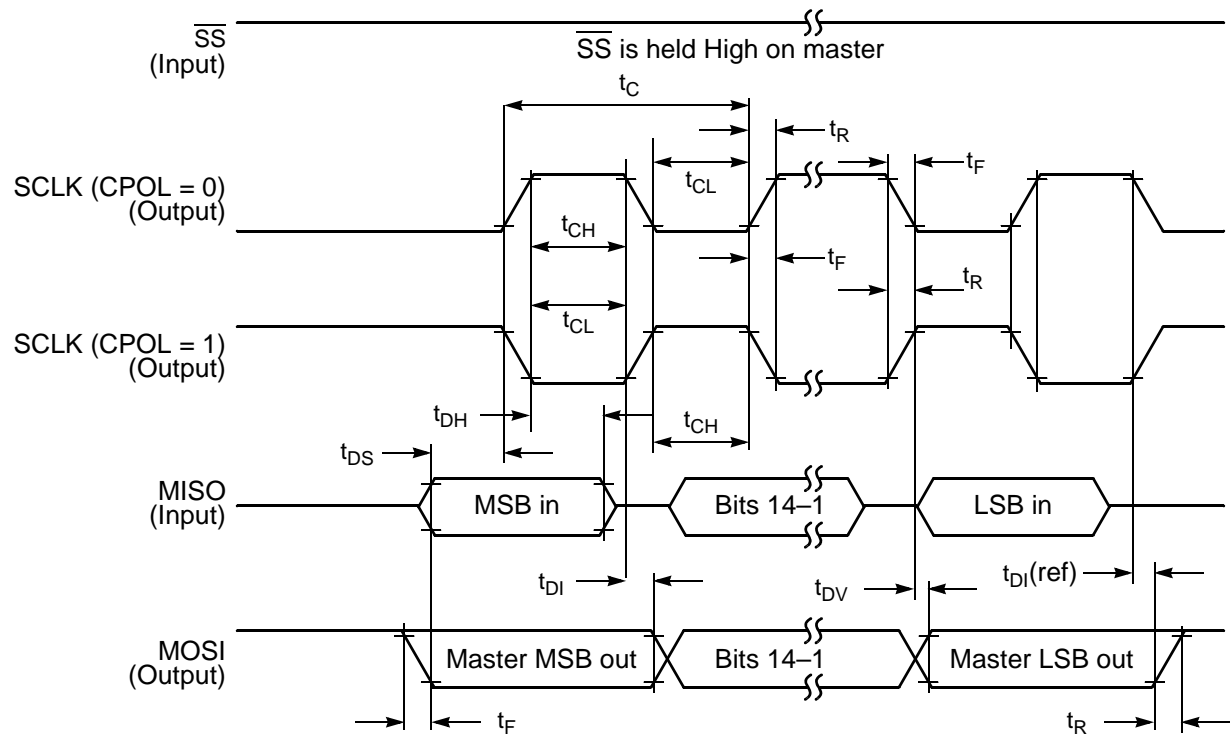 SS
(Input)
SS is held High on master
tC
tR
tF
SCLK (CPOL = 0)
(Output)
tCL
tCH
tF
tR
tCL
SCLK (CPOL = 1)
(Output)
tDH
tCH
tDS
MISO
(Input)
MSB in
Bits 14–1
LSB in
tDI
tDV
tDI(ref)
MOSI
(Output)
Master MSB out
Bits 14–1
Master LSB out
tF
tR